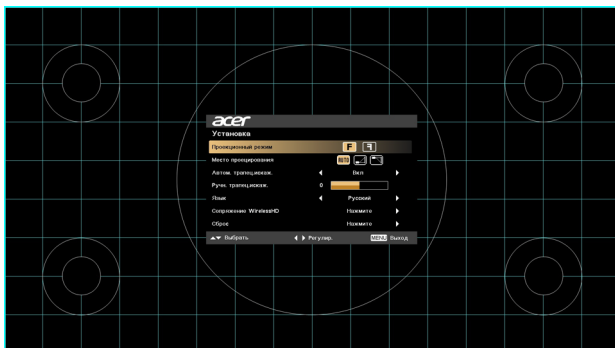 acer
Установка
Проекционный режим F F
Место проецирования AUTO
Автом. трапецискаж. Вкл
Ручн. трапецискаж. 0
Язык Русский
Сопряжение WirelessHD Нажмите
Сброс Нажмите
Выбрать Регулир. MENU Выход